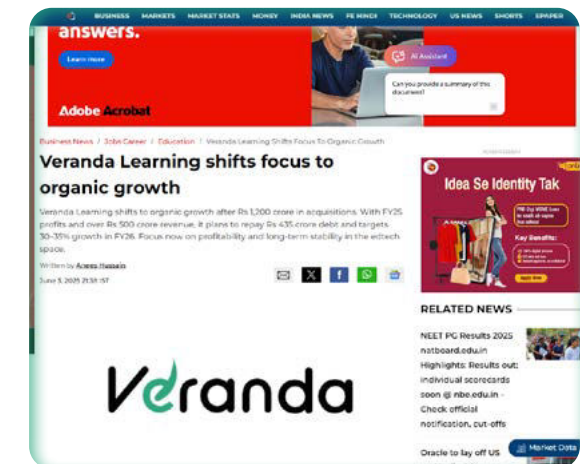 BUSINESS MARKETS MARKET STATS MONEY INDIA NEWS FE HINDI TECHNOLOGY US NEWS SHORTS EPAPER
answers.
Learn more
Adobe Acrobat
AI Assistant
Can you provide a summary of this
document?
Business News / Jobs Career / Education / Veranda Learning Shifts Focus To Organic Growth
Veranda Learning shifts focus to
organic growth
Veranda Learning shifts to organic growth after Rs 1,200 crore in acquisitions. With FY25
profits and over Rs 500 crore revenue, it plans to repay Rs 435 crore debt and targets
30-35% growth in FY26. Focus now on profitability and long-term stability in the edtech
space.
Written by Anees Hussain
June 3, 2025 21:33 IST
Veranda
ADVERTISEMENT
Idea Se Identity Tak
Key Benefits:
Apply Now
RELATED NEWS
NEET PG Results 2025
natboard.edu.in
Highlights: Results out;
individual scorecards
soon @ nbe.edu.in -
Check official
notification, cut-offs
Oracle to lay off US
Market Data